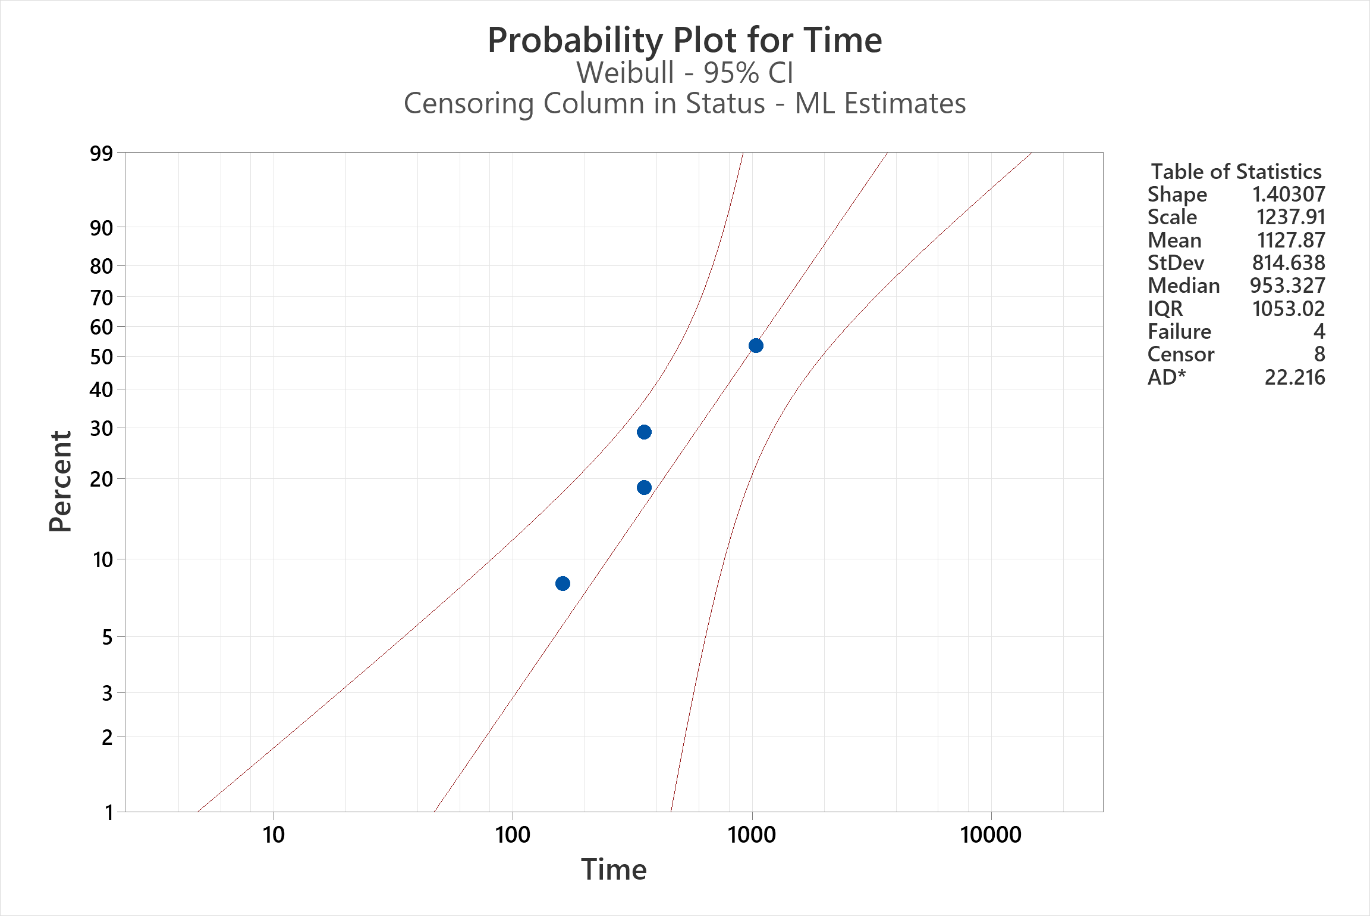 Probability Plot for Time
Weibull - 95% CI
Censoring Column in Status - ML Estimates
99
90
80
70
60
50
40
30
20
10
5
3
2
1
Percent
10 100 1000 10000
Time
Table of Statistics
Shape 1.40307
Scale 1237.91
Mean 1127.87
StDev 814.638
Median 953.327
IQR 1053.02
Failure 4
Censor 8
AD* 22.216